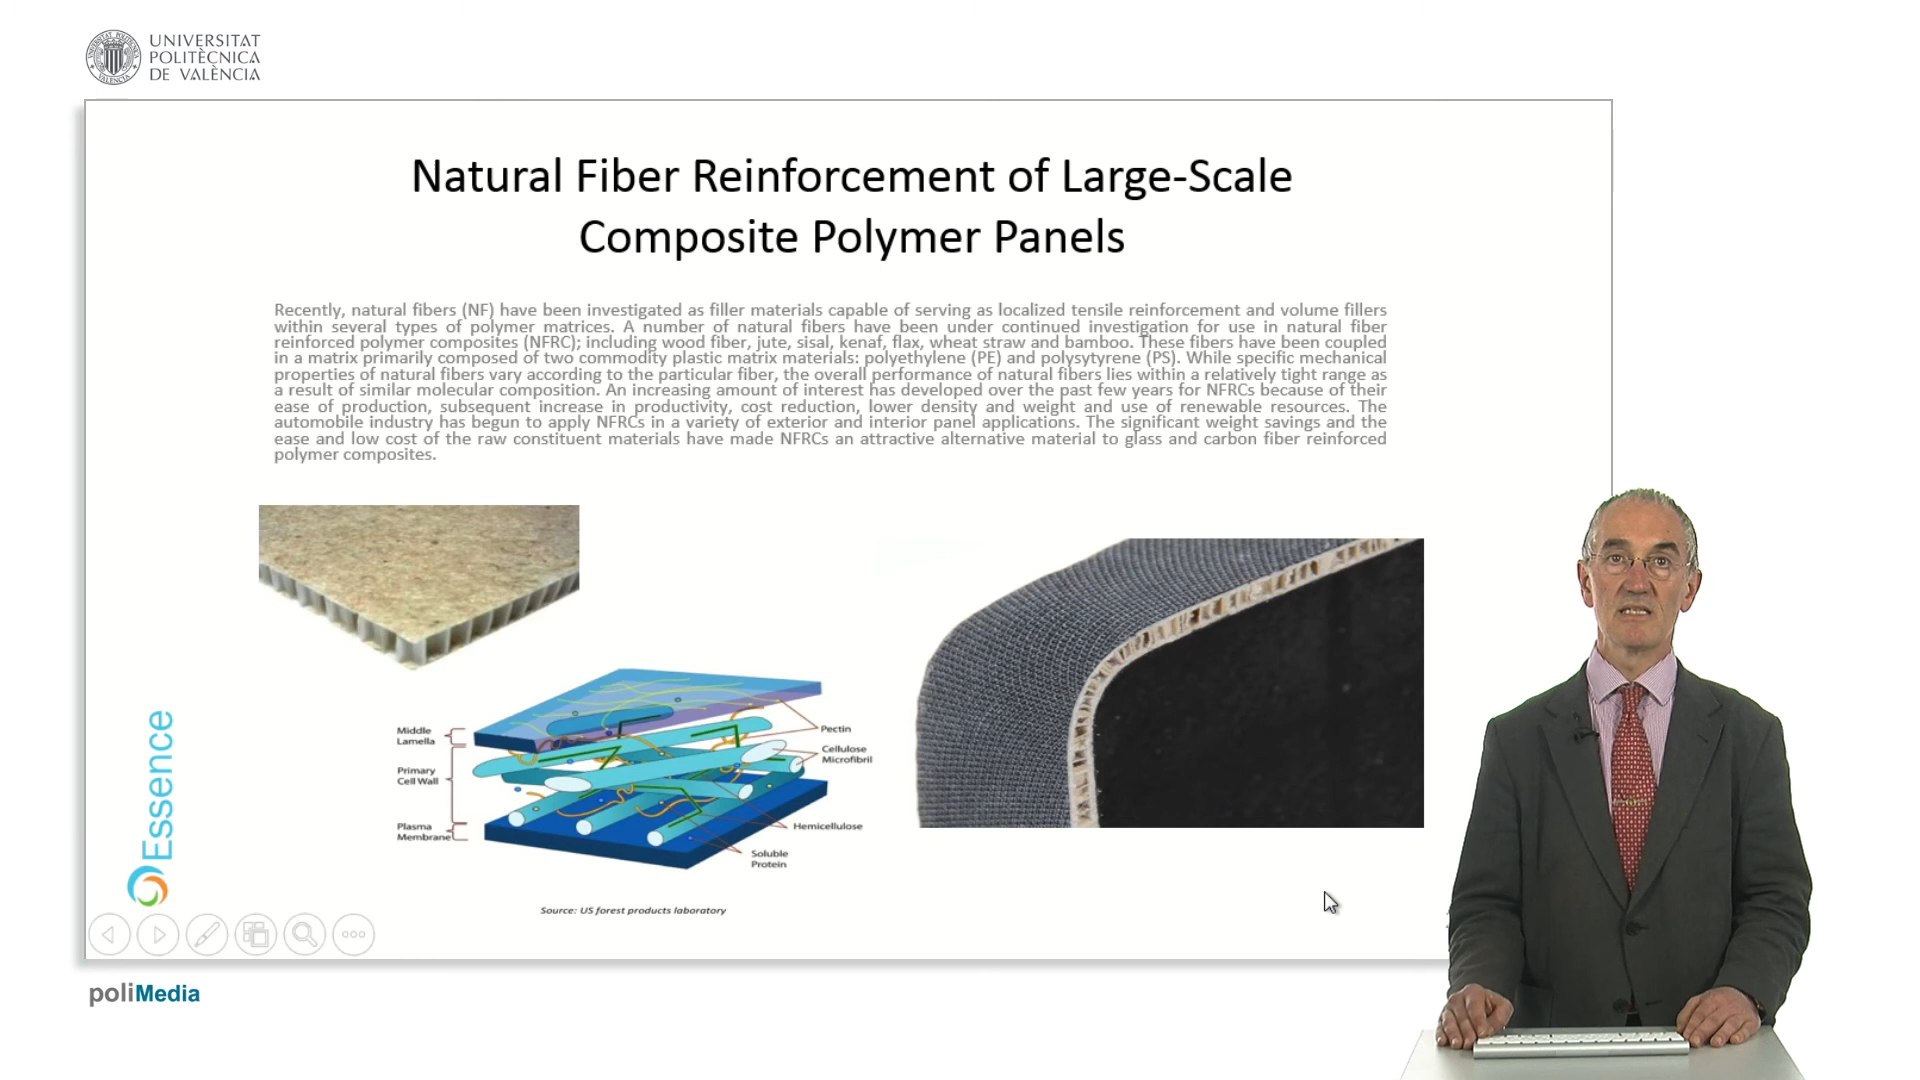 UNIVERSITAT
POLITÈCNICA
DE VALÈNCIA
Natural Fiber Reinforcement of Large-Scale
Composite Polymer Panels
Recently, natural fibers (NF) have been investigated as filler materials capable of serving as localized tensile reinforcement and volume fillers
within several types of polymer matrices. A number of natural fibers have been under continued investigation for use in natural fiber
reinforced polymer composites (NFRC); including wood fiber, jute, sisal, kenaf, flax, wheat straw and bamboo. These fibers have been coupled
in a matrix primarily composed of two commodity plastic matrix materials: polyethylene (PE) and polysytyrene (PS). While specific mechanical
properties of natural fibers vary according to the particular fiber, the overall performance of natural fibers lies within a relatively tight range as
a result of similar molecular composition. An increasing amount of interest has developed over the past few years for NFRCs because of their
ease of production, subsequent increase in productivity, cost reduction, lower density and weight and use of renewable resources. The
automobile industry has begun to apply NFRCs in a variety of exterior and interior panel applications. The significant weight savings and the
ease and low cost of the raw constituent materials have made NFRCs an attractive alternative material to glass and carbon fiber reinforced
polymer composites.
Middle
Lamella
Primary
Cell Wall
Plasma
Membrane
Pectin
Cellulose
Microfibril
Hemicellulose
Soluble
Protein
Source: US forest products laboratory
Essence
poliMedia